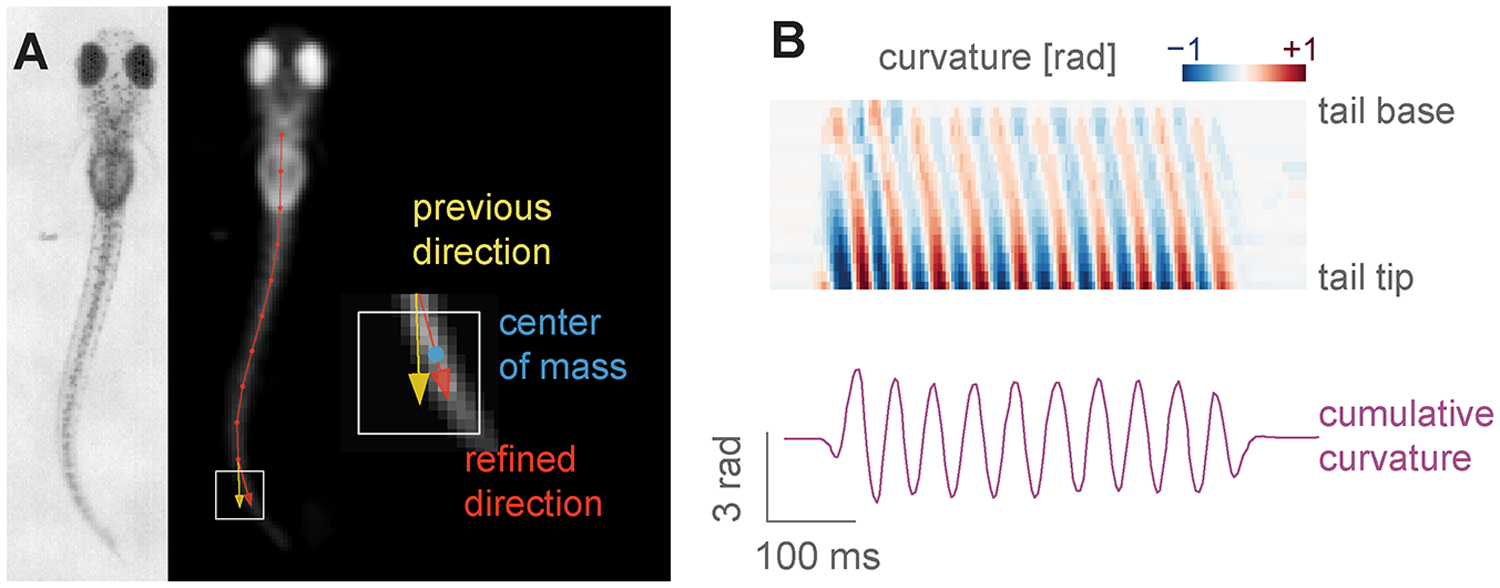 A
previous
direction
center
of mass
refined
direction
B
curvature [rad]
−1
+1
tail base
tail tip
cumulative
curvature
3 rad
100 ms